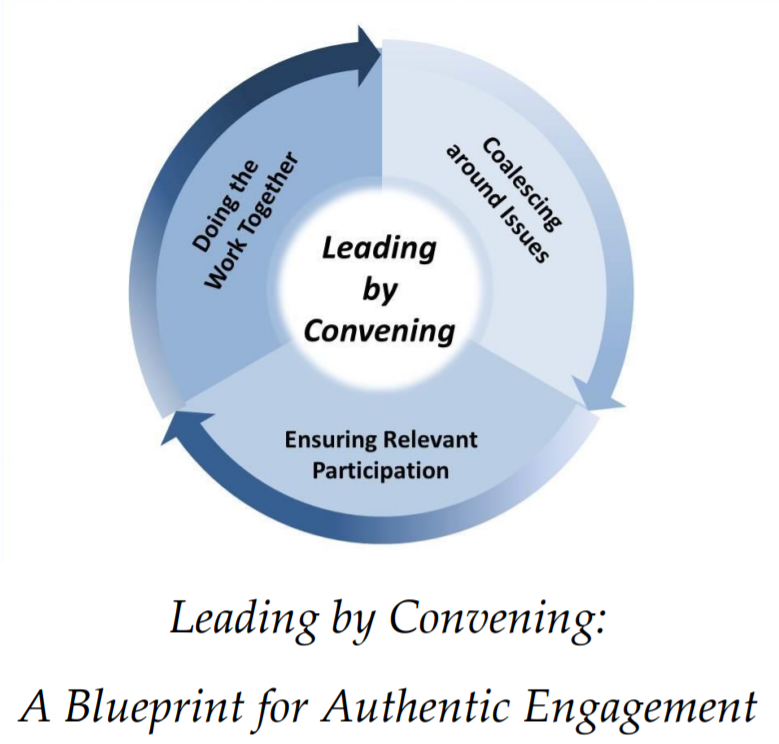 Doing the
Work Together
Coalescing
around Issues
Leading
by
Convening
Ensuring Relevant
Participation
Leading by Convening:
A Blueprint for Authentic Engagement